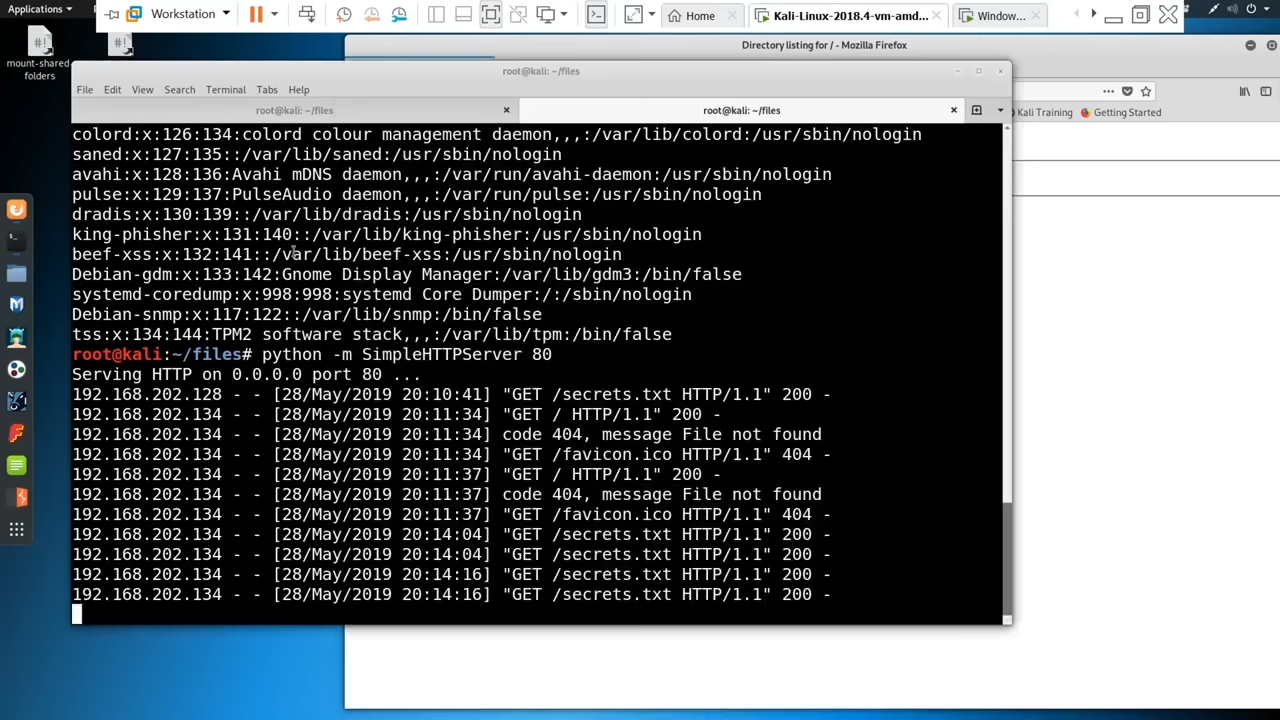 Applications
Workstation
Home
Kali-Linux-2018.4-vm-amd...
Window...
mount-shared-
folders
Directory listing for / - Mozilla Firefox
root@kali: ~/files
File Edit View Search Terminal Tabs Help
root@kali: ~/files
root@kali: ~/files
Kali Training
Getting Started
colord:x:126:134:colord colour management daemon,,,:/var/lib/colord:/usr/sbin/nologin
saned:x:127:135::/var/lib/saned:/usr/sbin/nologin
avahi:x:128:136:Avahi mDNS daemon,,,:/var/run/avahi-daemon:/usr/sbin/nologin
pulse:x:129:137:PulseAudio daemon,,,:/var/run/pulse:/usr/sbin/nologin
dradis:x:130:139::/var/lib/dradis:/usr/sbin/nologin
king-phisher:x:131:140::/var/lib/king-phisher:/usr/sbin/nologin
beef-xss:x:132:141::/var/lib/beef-xss:/usr/sbin/nologin
Debian-gdm:x:133:142:Gnome Display Manager:/var/lib/gdm3:/bin/false
systemd-coredump:x:998:998:systemd Core Dumper:/:/sbin/nologin
Debian-snmp:x:117:122::/var/lib/snmp:/bin/false
tss:x:134:144:TPM2 software stack,,,:/var/lib/tpm:/bin/false
root@kali:~/files# python -m SimpleHTTPServer 80
Serving HTTP on 0.0.0.0 port 80 ...
192.168.202.128 - - [28/May/2019 20:10:41] "GET /secrets.txt HTTP/1.1" 200 -
192.168.202.134 - - [28/May/2019 20:11:34] "GET / HTTP/1.1" 200 -
192.168.202.134 - - [28/May/2019 20:11:34] code 404, message File not found
192.168.202.134 - - [28/May/2019 20:11:34] "GET /favicon.ico HTTP/1.1" 404 -
192.168.202.134 - - [28/May/2019 20:11:37] "GET / HTTP/1.1" 200 -
192.168.202.134 - - [28/May/2019 20:11:37] code 404, message File not found
192.168.202.134 - - [28/May/2019 20:11:37] "GET /favicon.ico HTTP/1.1" 404 -
192.168.202.134 - - [28/May/2019 20:14:04] "GET /secrets.txt HTTP/1.1" 200 -
192.168.202.134 - - [28/May/2019 20:14:04] "GET /secrets.txt HTTP/1.1" 200 -
192.168.202.134 - - [28/May/2019 20:14:16] "GET /secrets.txt HTTP/1.1" 200 -
192.168.202.134 - - [28/May/2019 20:14:16] "GET /secrets.txt HTTP/1.1" 200 -